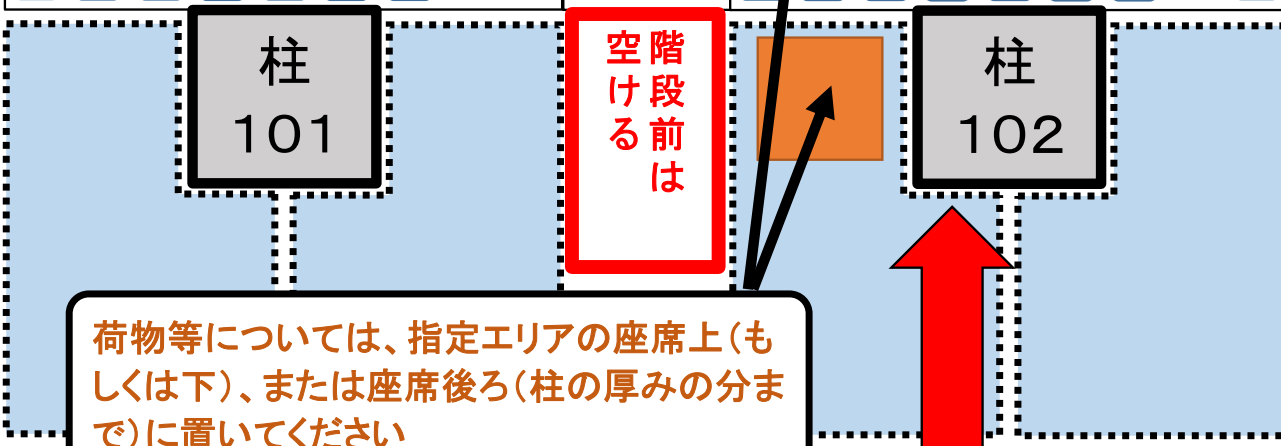 柱
101
階段前は
空ける
柱
102
荷物等については、指定エリアの座席上(も
しくは下)、または座席後ろ(柱の厚みの分ま
で)に置いてください